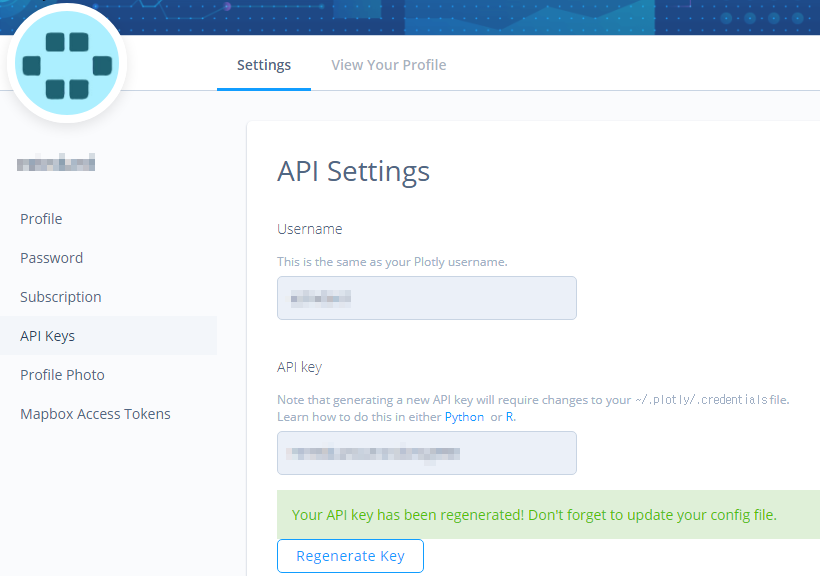 Settings
View Your Profile
Profile
Password
Subscription
API Keys
Profile Photo
Mapbox Access Tokens
API Settings
Username
This is the same as your Plotly username.
API key
Note that generating a new API key will require changes to your ~/.plotly/.credentials file.
Learn how to do this in either Python or R.
Your API key has been regenerated! Don't forget to update your config file.
Regenerate Key